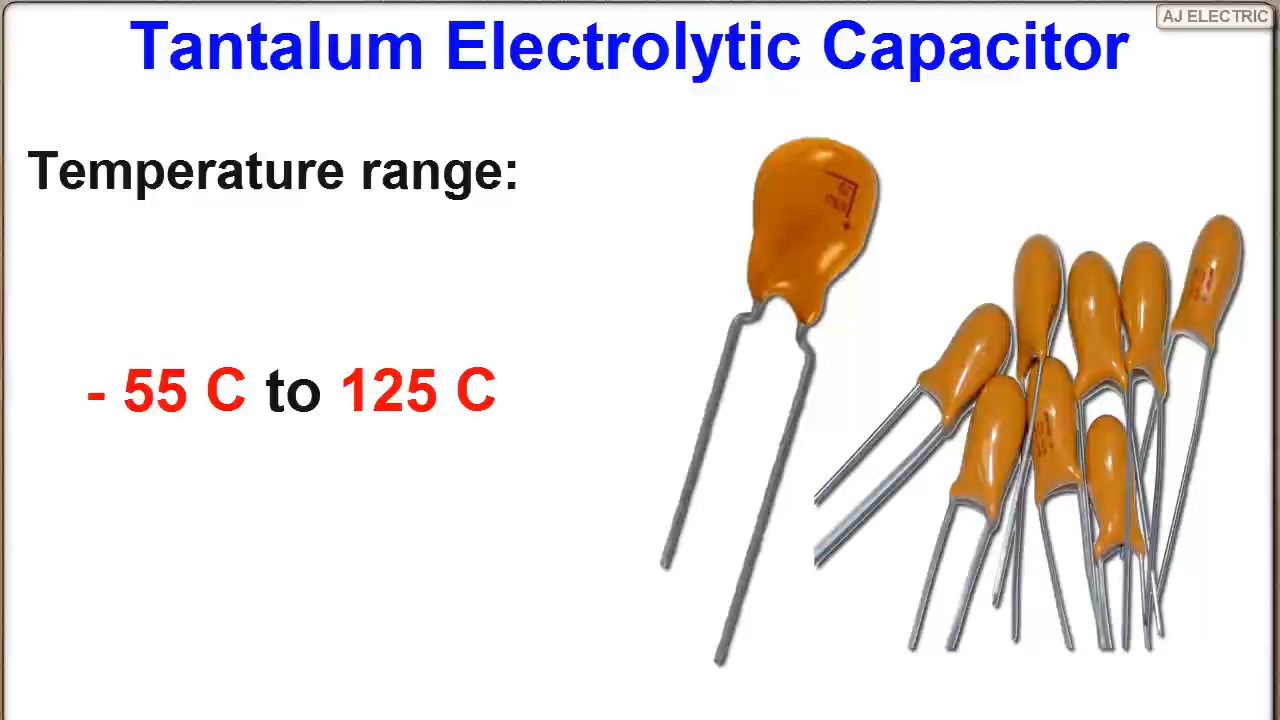 AJ ELECTRIC
Tantalum Electrolytic Capacitor
Temperature range:
- 55 C to 125 C